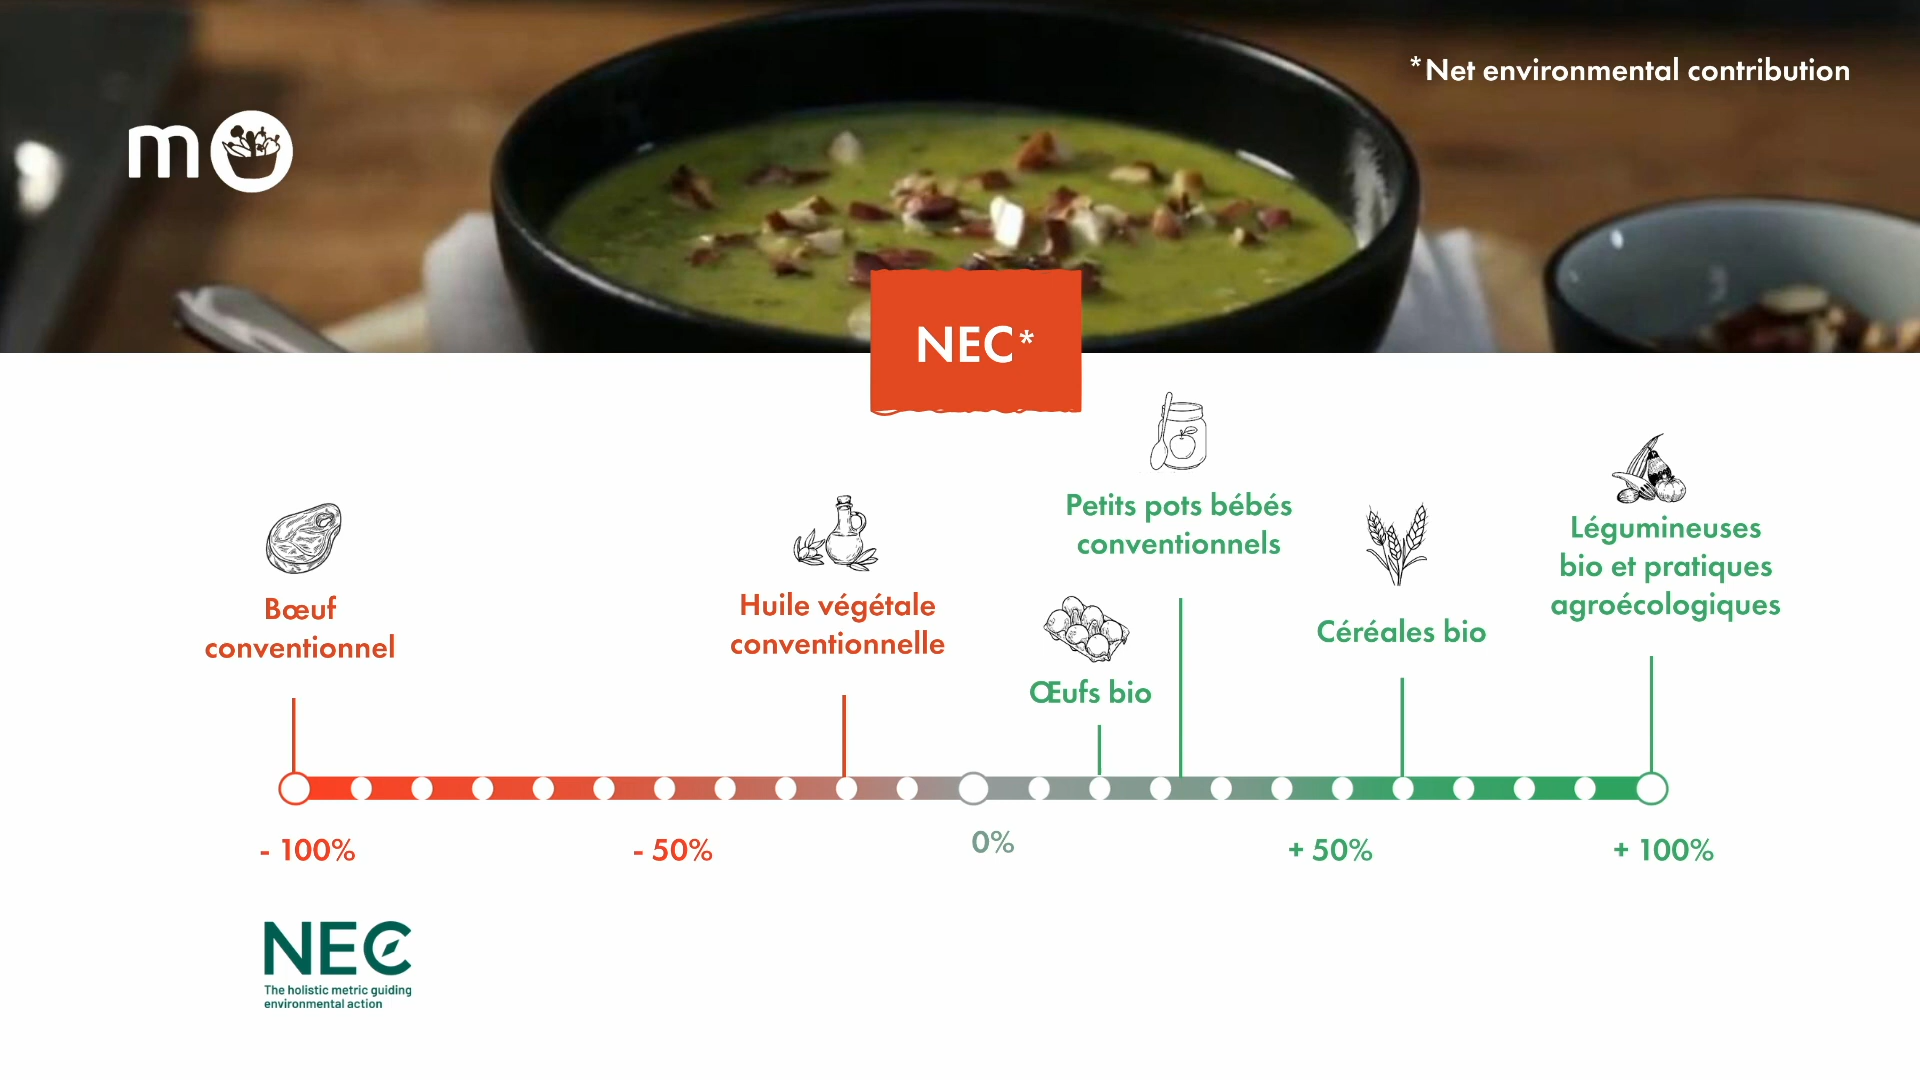 *Net environmental contribution
m
NEC*
Petits pots bébés
conventionnels
Légumineuses
bio et pratiques
agroécologiques
Bœuf
conventionnel
Huile végétale
conventionnelle
Céréales bio
Œufs bio
- 100%
- 50%
0%
+ 50%
+ 100%
NEC
The holistic metric guiding
environmental action